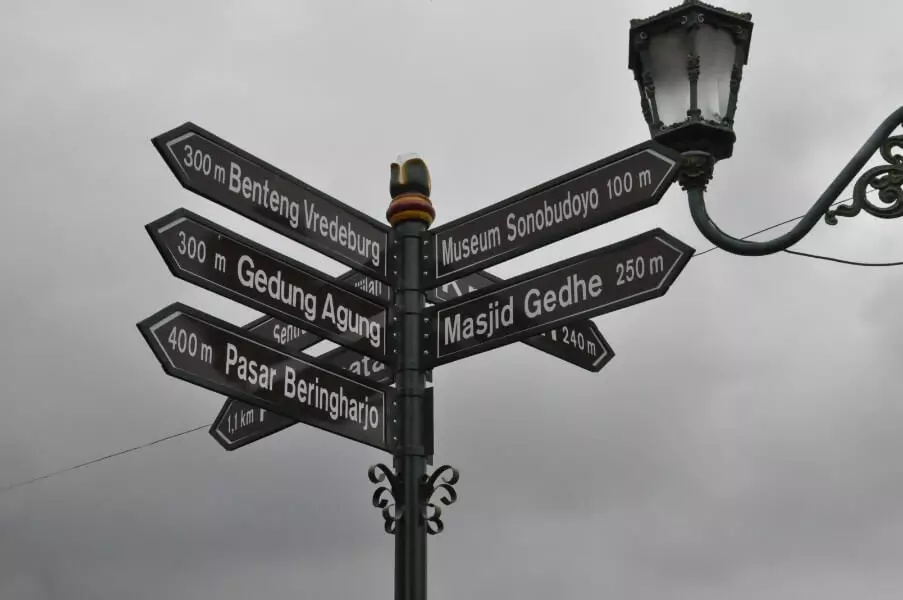 300 m Benteng Vredeburg
300 m Gedung Agung
400 m Pasar Beringharjo
Museum Sonobudoyo 100 m
Masjid Gedhe 250 m
240 m
1,1 km